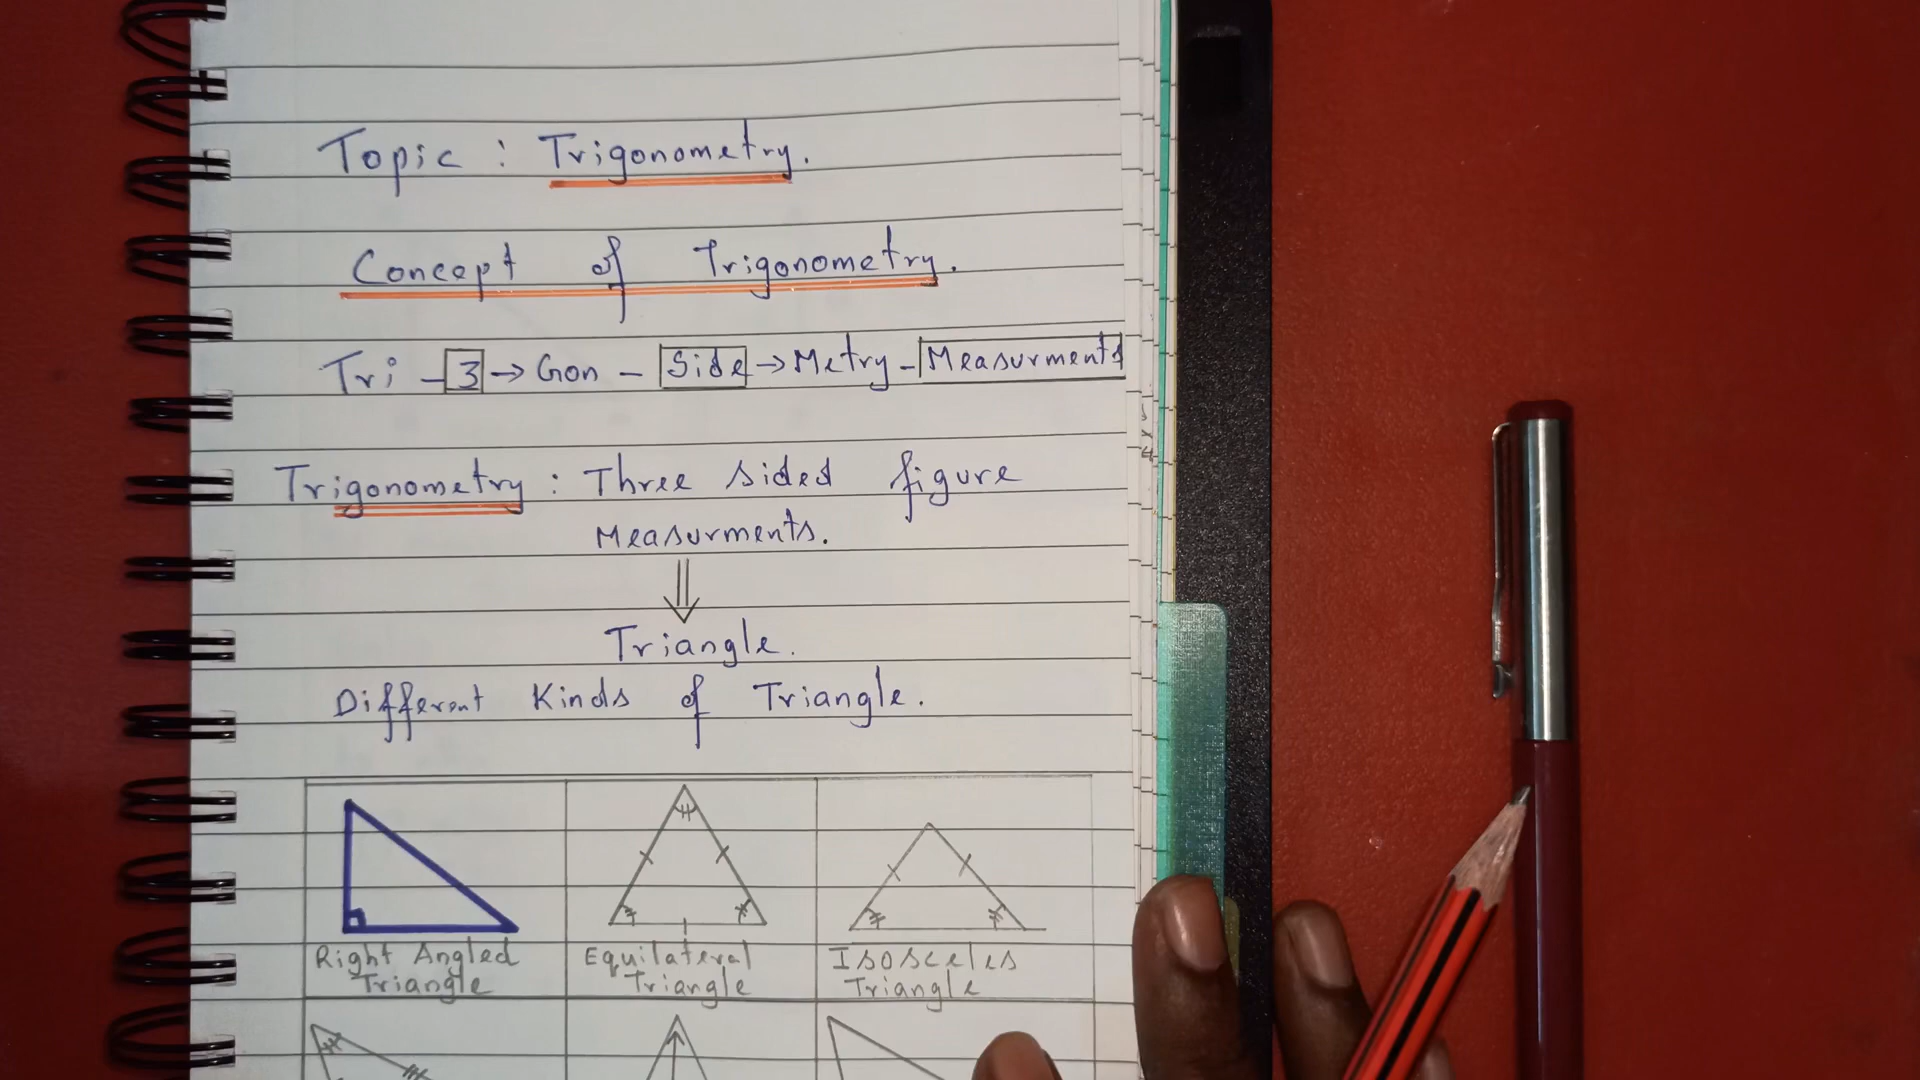 Topic : Trigonometry.
Concept of Trigonometry.
Tri - 3 → Gon - Side → Metry - Measurments
Trigonometry : Three sided figure
Measurments.
Triangle.
Different Kinds of Triangle.
Right Angled
Triangle
Equilateral
Triangle
Isosceles
Triangle